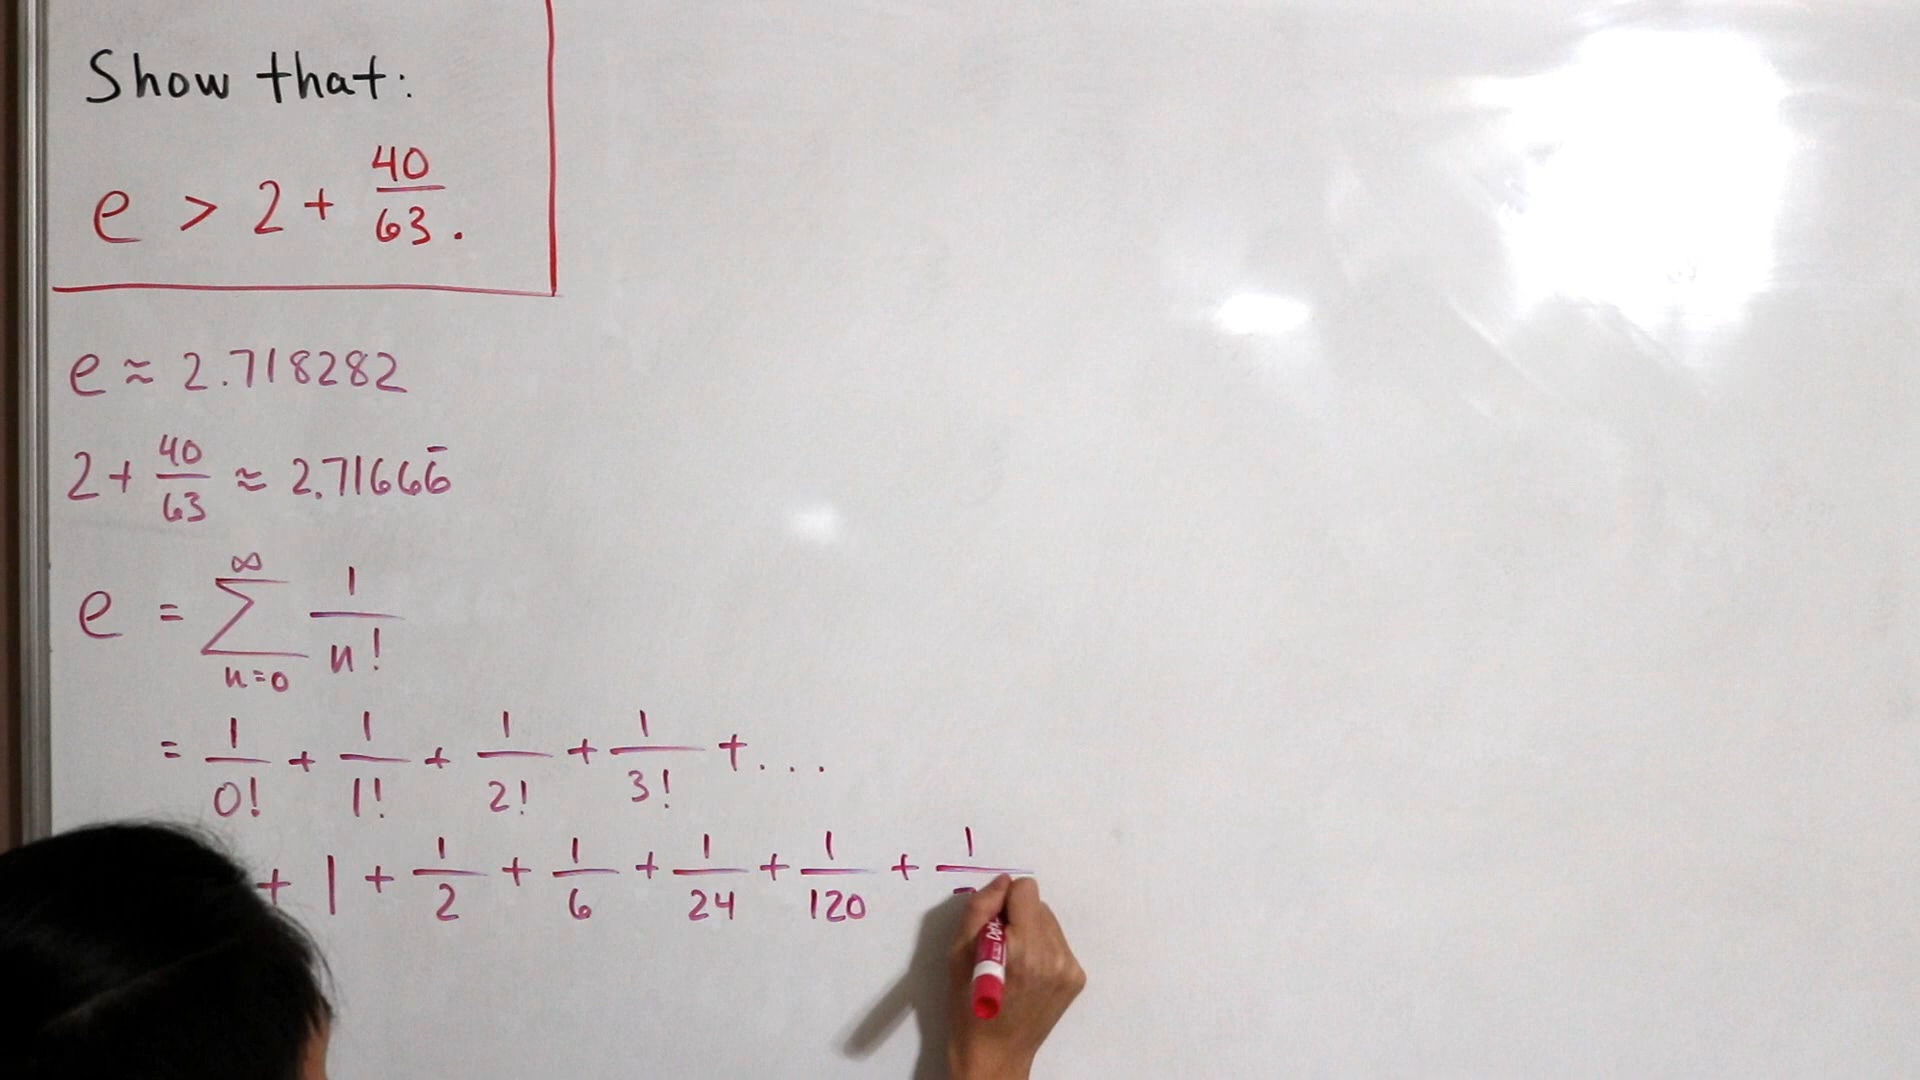 Show that:
e > 2 + 40/63.
e ≈ 2.718282
2 + 40/63 ≈ 2.71666̅
e = ∑_{n=0}^{∞} 1/n!
= 1/0! + 1/1! + 1/2! + 1/3! + ...
+ 1 + 1/2 + 1/6 + 1/24 + 1/120 + 1/